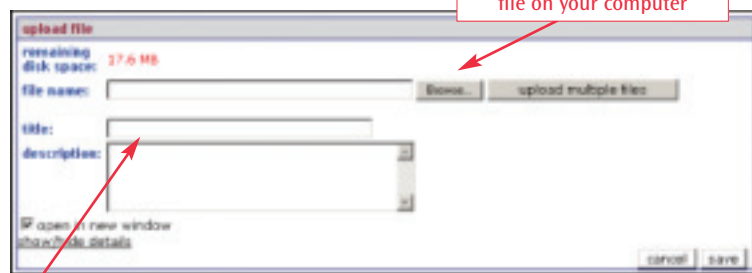 file on your computer
upload file
remaining
disk space: 17.6 MB
file name: Browse... upload multiple files
title:
description:
open in new window
show/hide details
cancel save